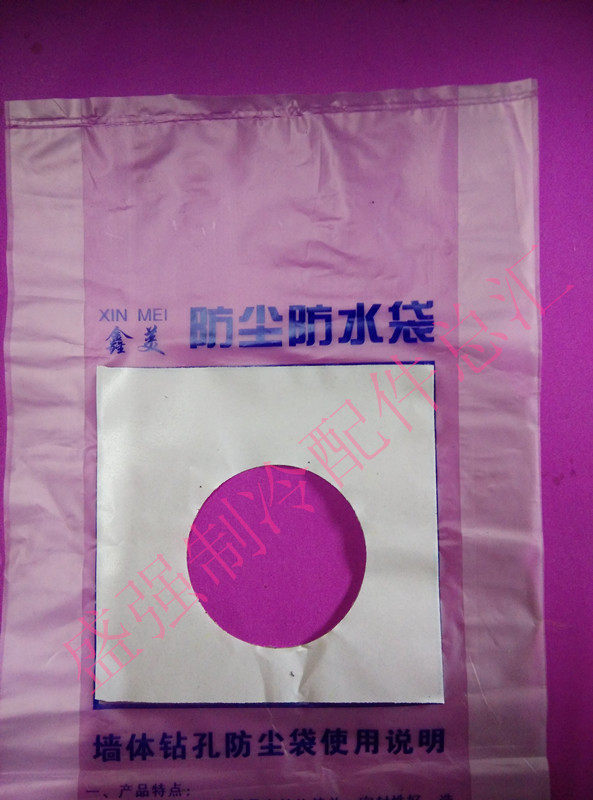 XIN MEI
鑫美
防尘防水袋
盛强制冷配件总汇
墙体钻孔防尘袋使用说明
一、产品特点：